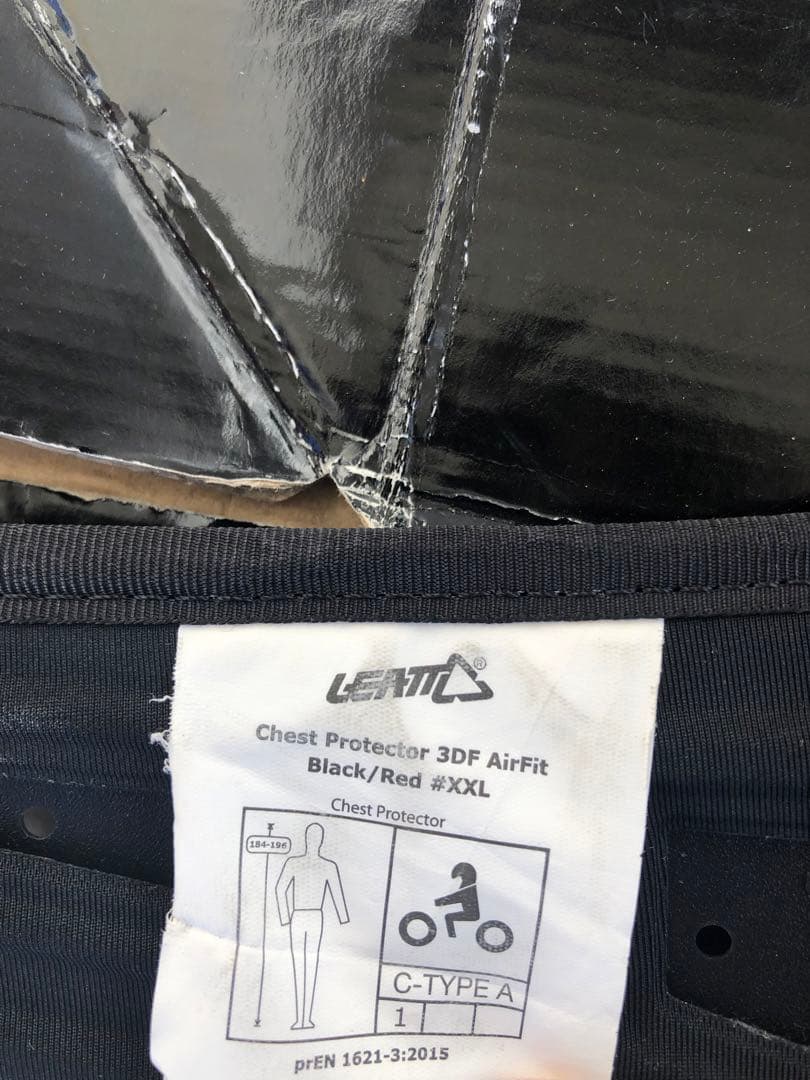 LEATT®
Chest Protector 3DF AirFit
Black/Red #XXL
Chest Protector
184-196
C-TYPE A
1
prEN 1621-3:2015